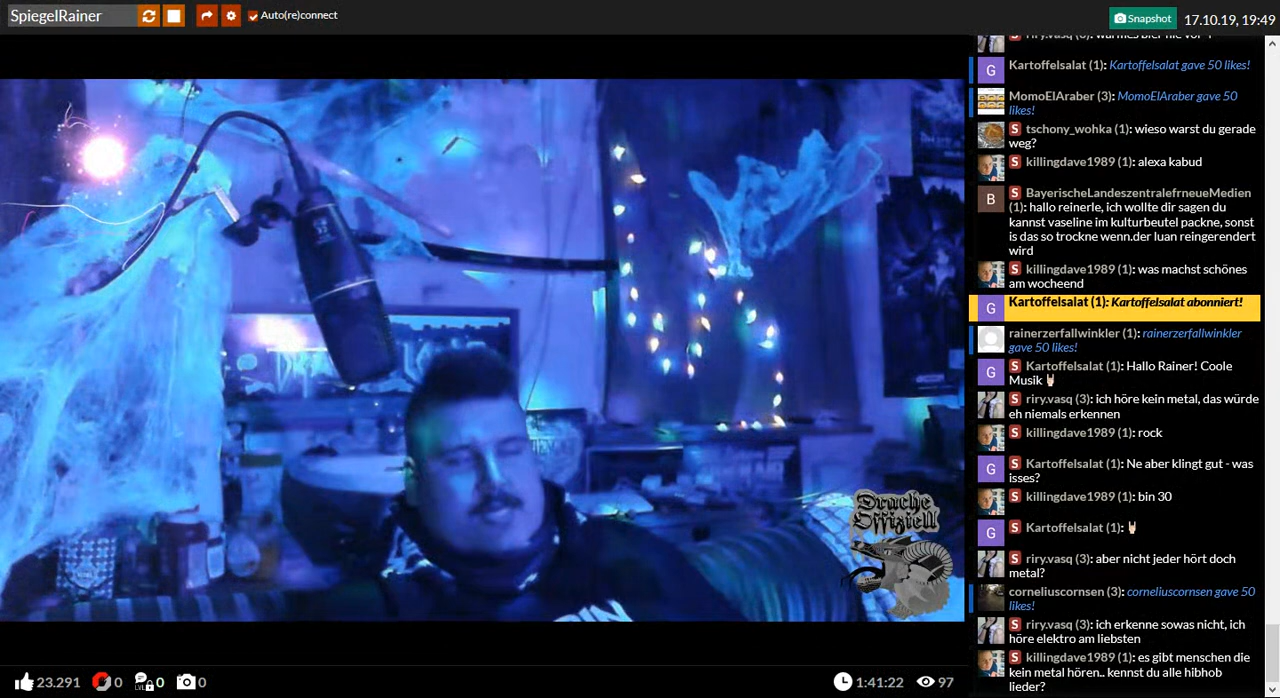 SpiegelRainer
Auto(re)connect
Snapshot
17.10.19, 19:49
Kartoffelsalat (1): Kartoffelsalat gave 50 likes!
MomoElAraber (3): MomoElAraber gave 50
likes!
S tschony_wohka (1): wieso warst du gerade
weg?
S killingdave1989 (1): alexa kabud
S BayerischeLandeszentralefrneueMedien
(1): hallo reinerle, ich wollte dir sagen du
kannst vaseline im kulturbeutel packne, sonst
is das so trockne wenn.der luan reingerendert
wird
S killingdave1989 (1): was machst schönes
am wocheend
Kartoffelsalat (1): Kartoffelsalat abonniert!
rainerzerfallwinkler (1): rainerzerfallwinkler
gave 50 likes!
S Kartoffelsalat (1): Hallo Rainer! Coole
Musik🤘🏻
S riry.vasq (3): ich höre kein metal, das würde
eh niemals erkennen
S killingdave1989 (1): rock
S Kartoffelsalat (1): Ne aber klingt gut - was
isses?
S killingdave1989 (1): bin 30
S Kartoffelsalat (1): 🤘🏻
S riry.vasq (3): aber nicht jeder hört doch
metal?
corneliuscornsen (3): corneliuscornsen gave 50
likes!
S riry.vasq (3): ich erkenne sowas nicht, ich
höre elektro am liebsten
S killingdave1989 (1): es gibt menschen die
kein metal hören.. kennst du alle hibhob
lieder?
G
G
B
G
G
G
G
Drache
Offiziell
23.291
0
LVL 0
0
1:41:22
97